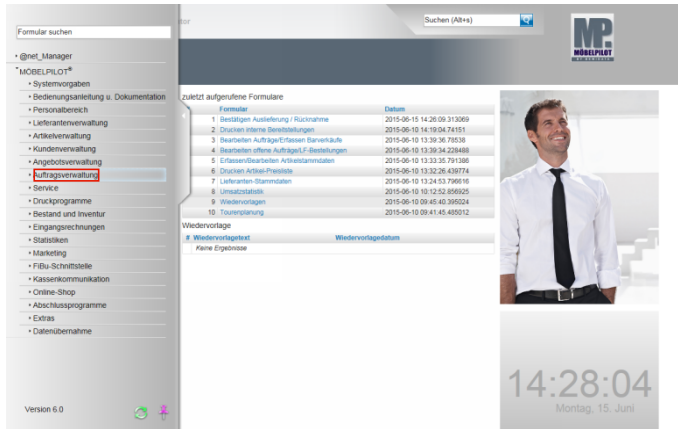 tor
Suchen (Alt+s)
MP
MÖBELPILOT
Formular suchen
@net_Manager
MÖBELPILOT®
Systemvorgaben
Bedienungsanleitung u. Dokumentation
Personalbereich
Lieferantenverwaltung
Artikelverwaltung
Kundenverwaltung
Angebotsverwaltung
Auftragsverwaltung
Service
Druckprogramme
Bestand und Inventur
Eingangsrechnungen
Statistiken
Marketing
FiBu-Schnittstelle
Kassenkommunikation
Online-Shop
Abschlussprogramme
Extras
Datenübernahme
Version 6.0
zuletzt aufgerufene Formulare
Formular Datum
1 Bestätigen Auslieferung / Rücknahme 2015-06-15 14:26:09.313069
2 Drucken interne Bereitstellungen 2015-06-10 14:19:04.74151
3 Bearbeiten Aufträge/Erfassen Barverkäufe 2015-06-10 13:39:36.78538
4 Bearbeiten offene Aufträge/LF-Bestellungen 2015-06-10 13:39:34.228488
5 Erfassen/Bearbeiten Artikelstammdaten 2015-06-10 13:33:35.791386
6 Drucken Artikel-Preisliste 2015-06-10 13:32:26.439774
7 Lieferanten-Stammdaten 2015-06-10 13:24:53.796616
8 Umsatzstatistik 2015-06-10 10:12:52.856925
9 Wiedervorlagen 2015-06-10 09:45:40.395024
10 Tourenplanung 2015-06-10 09:41:45.485012
Wiedervorlage
# Wiedervorlagetext Wiedervorlagedatum
Keine Ergebnisse
14:28:04
Montag, 15. Juni